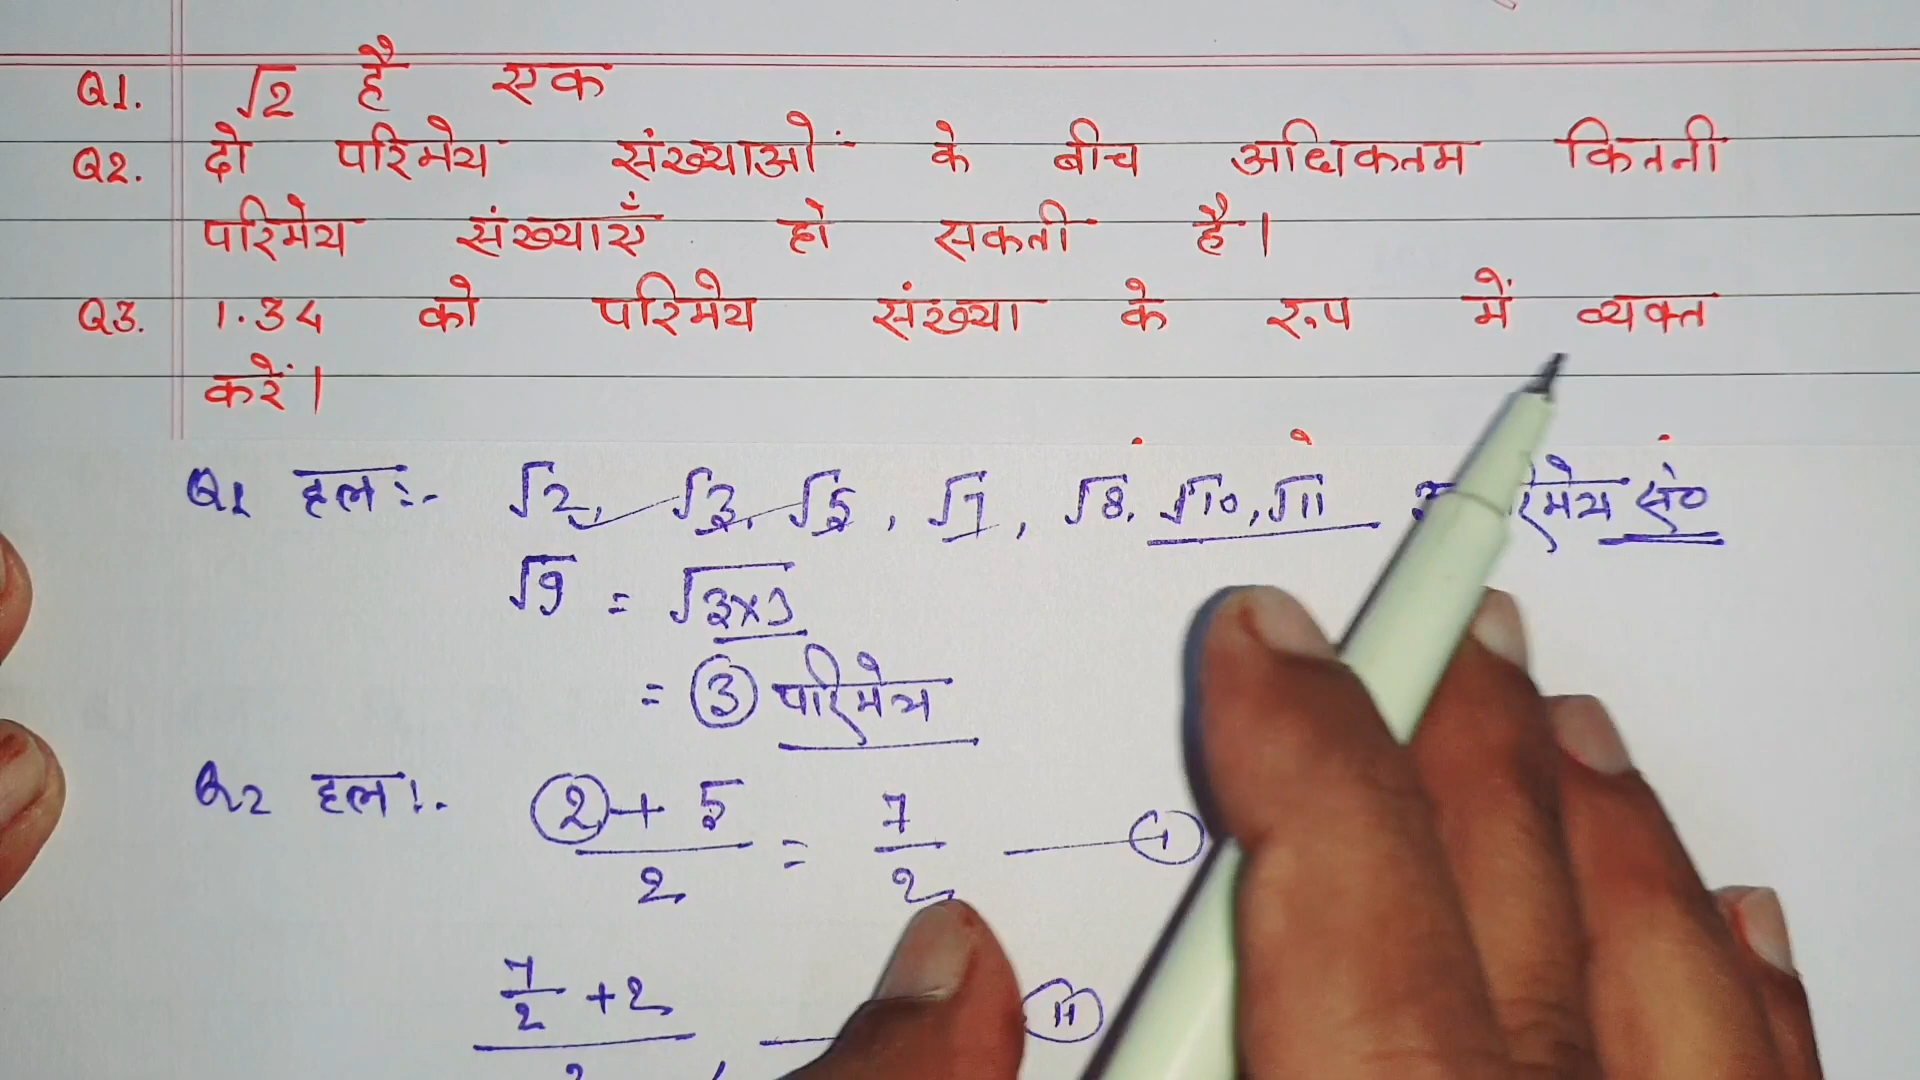 Q1. √2 है एक
Q2. दो परिमेय संख्याओं के बीच अधिकतम कितनी
परिमेय संख्याएँ हो सकती है।
Q3. 1.34 को परिमेय संख्या के रूप में व्यक्त
करें।
Q1 हल:- √2, √3, √5, √7, √8, √10, √11 सं०
√9 = √3x3
= 3 परिमेय
Q2 हल:- 2+5/2 = 7/2 — I
7/2 +2 — II